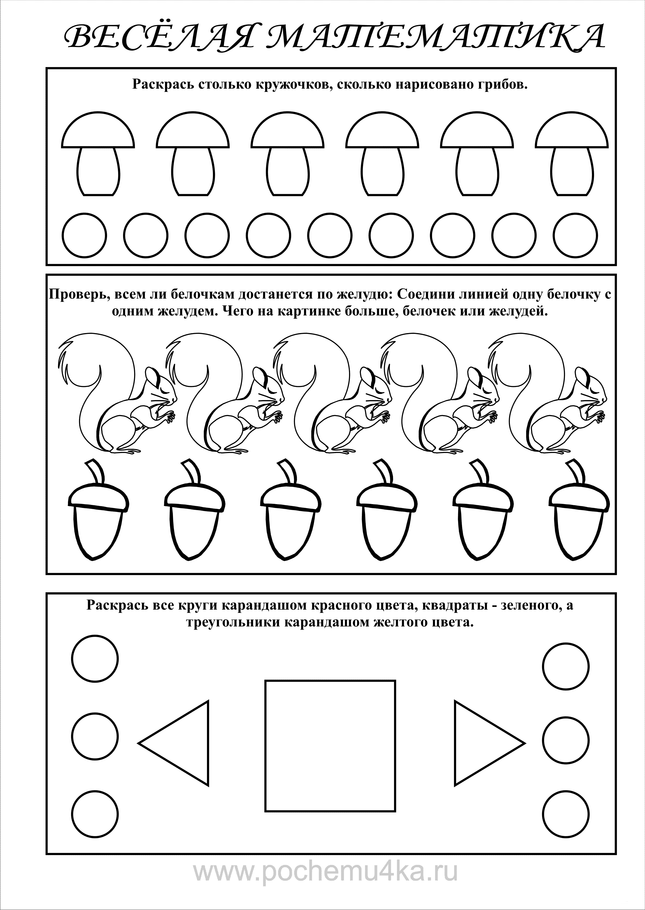 ВЕСЁЛАЯ МАТЕМАТИКА
Раскрась столько кружочков, сколько нарисовано грибов.
Проверь, всем ли белочкам достанется по желудю: Соедини линией одну белочку с
одним желудем. Чего на картинке больше, белочек или желудей.
Раскрась все круги карандашом красного цвета, квадраты - зеленого, а
треугольники карандашом желтого цвета.
www.pochemu4ka.ru